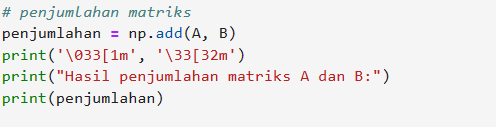 # penjumlahan matriks
penjumlahan = np.add(A, B)
print('\033[1m', '\33[32m')
print("Hasil penjumlahan matriks A dan B:")
print(penjumlahan)